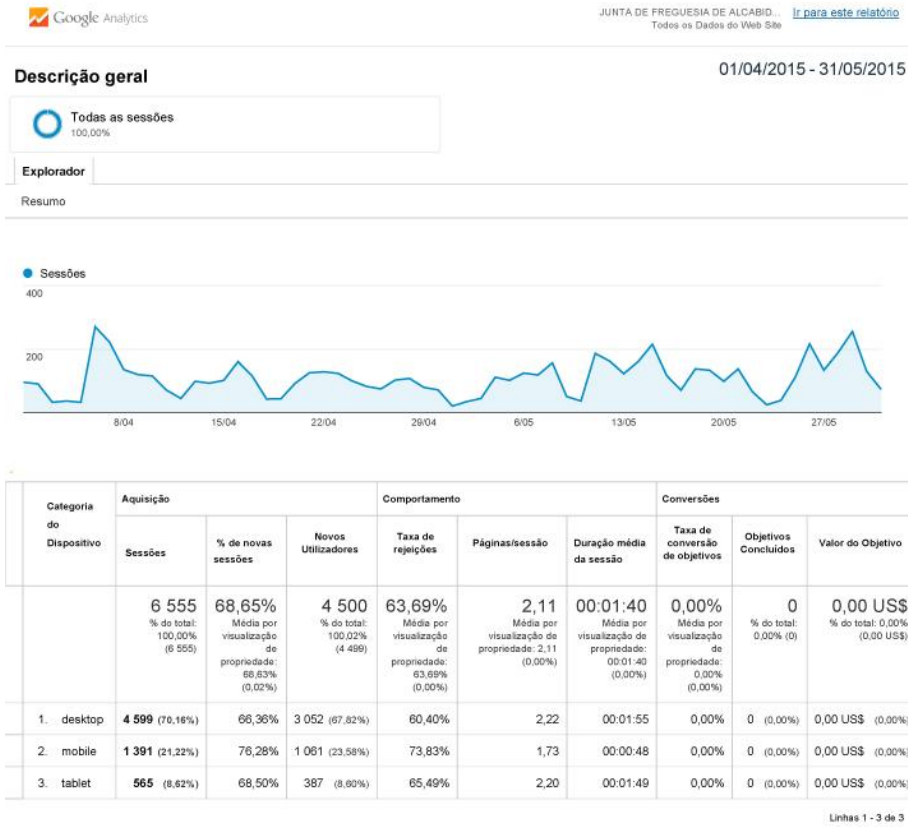 Google Analytics
JUNTA DE FREGUESIA DE ALCABID...
Todos os Dados do Web Site
Ir para este relatório
Descrição geral
01/04/2015 - 31/05/2015
Todas as sessões
100,00%
Explorador
Resumo
Sessões
400
200
8/04 15/04 22/04 29/04 6/05 13/05 20/05 27/05
Categoria do Dispositivo
Aquisição
Comportamento
Conversões
Sessões
% de novas sessões
Novos Utilizadores
Taxa de rejeições
Páginas/sessão
Duração média da sessão
Taxa de conversão de objetivos
Objetivos Concluídos
Valor do Objetivo
6 555
% do total:
100,00%
(6 555)
68,65%
Média por
visualização
de
propriedade:
68,63%
(0,02%)
4 500
% do total:
100,02%
(4 499)
63,69%
Média por
visualização
de
propriedade:
63,69%
(0,00%)
2,11
Média por
visualização de
propriedade: 2,11
(0,00%)
00:01:40
Média por
visualização de
propriedade:
00:01:40
(0,00%)
0,00%
Média por
visualização
de
propriedade:
0,00%
(0,00%)
0
% do total:
0,00% (0)
0,00 US$
% do total: 0,00%
(0,00 US$)
1. desktop 4 599 (70,16%) 66,36% 3 052 (67,82%) 60,40% 2,22 00:01:55 0,00% 0 (0,00%) 0,00 US$ (0,00%)
2. mobile 1 391 (21,22%) 76,28% 1 061 (23,58%) 73,83% 1,73 00:00:48 0,00% 0 (0,00%) 0,00 US$ (0,00%)
3. tablet 565 (8,62%) 68,50% 387 (8,60%) 65,49% 2,20 00:01:49 0,00% 0 (0,00%) 0,00 US$ (0,00%)
Linhas 1 - 3 de 3